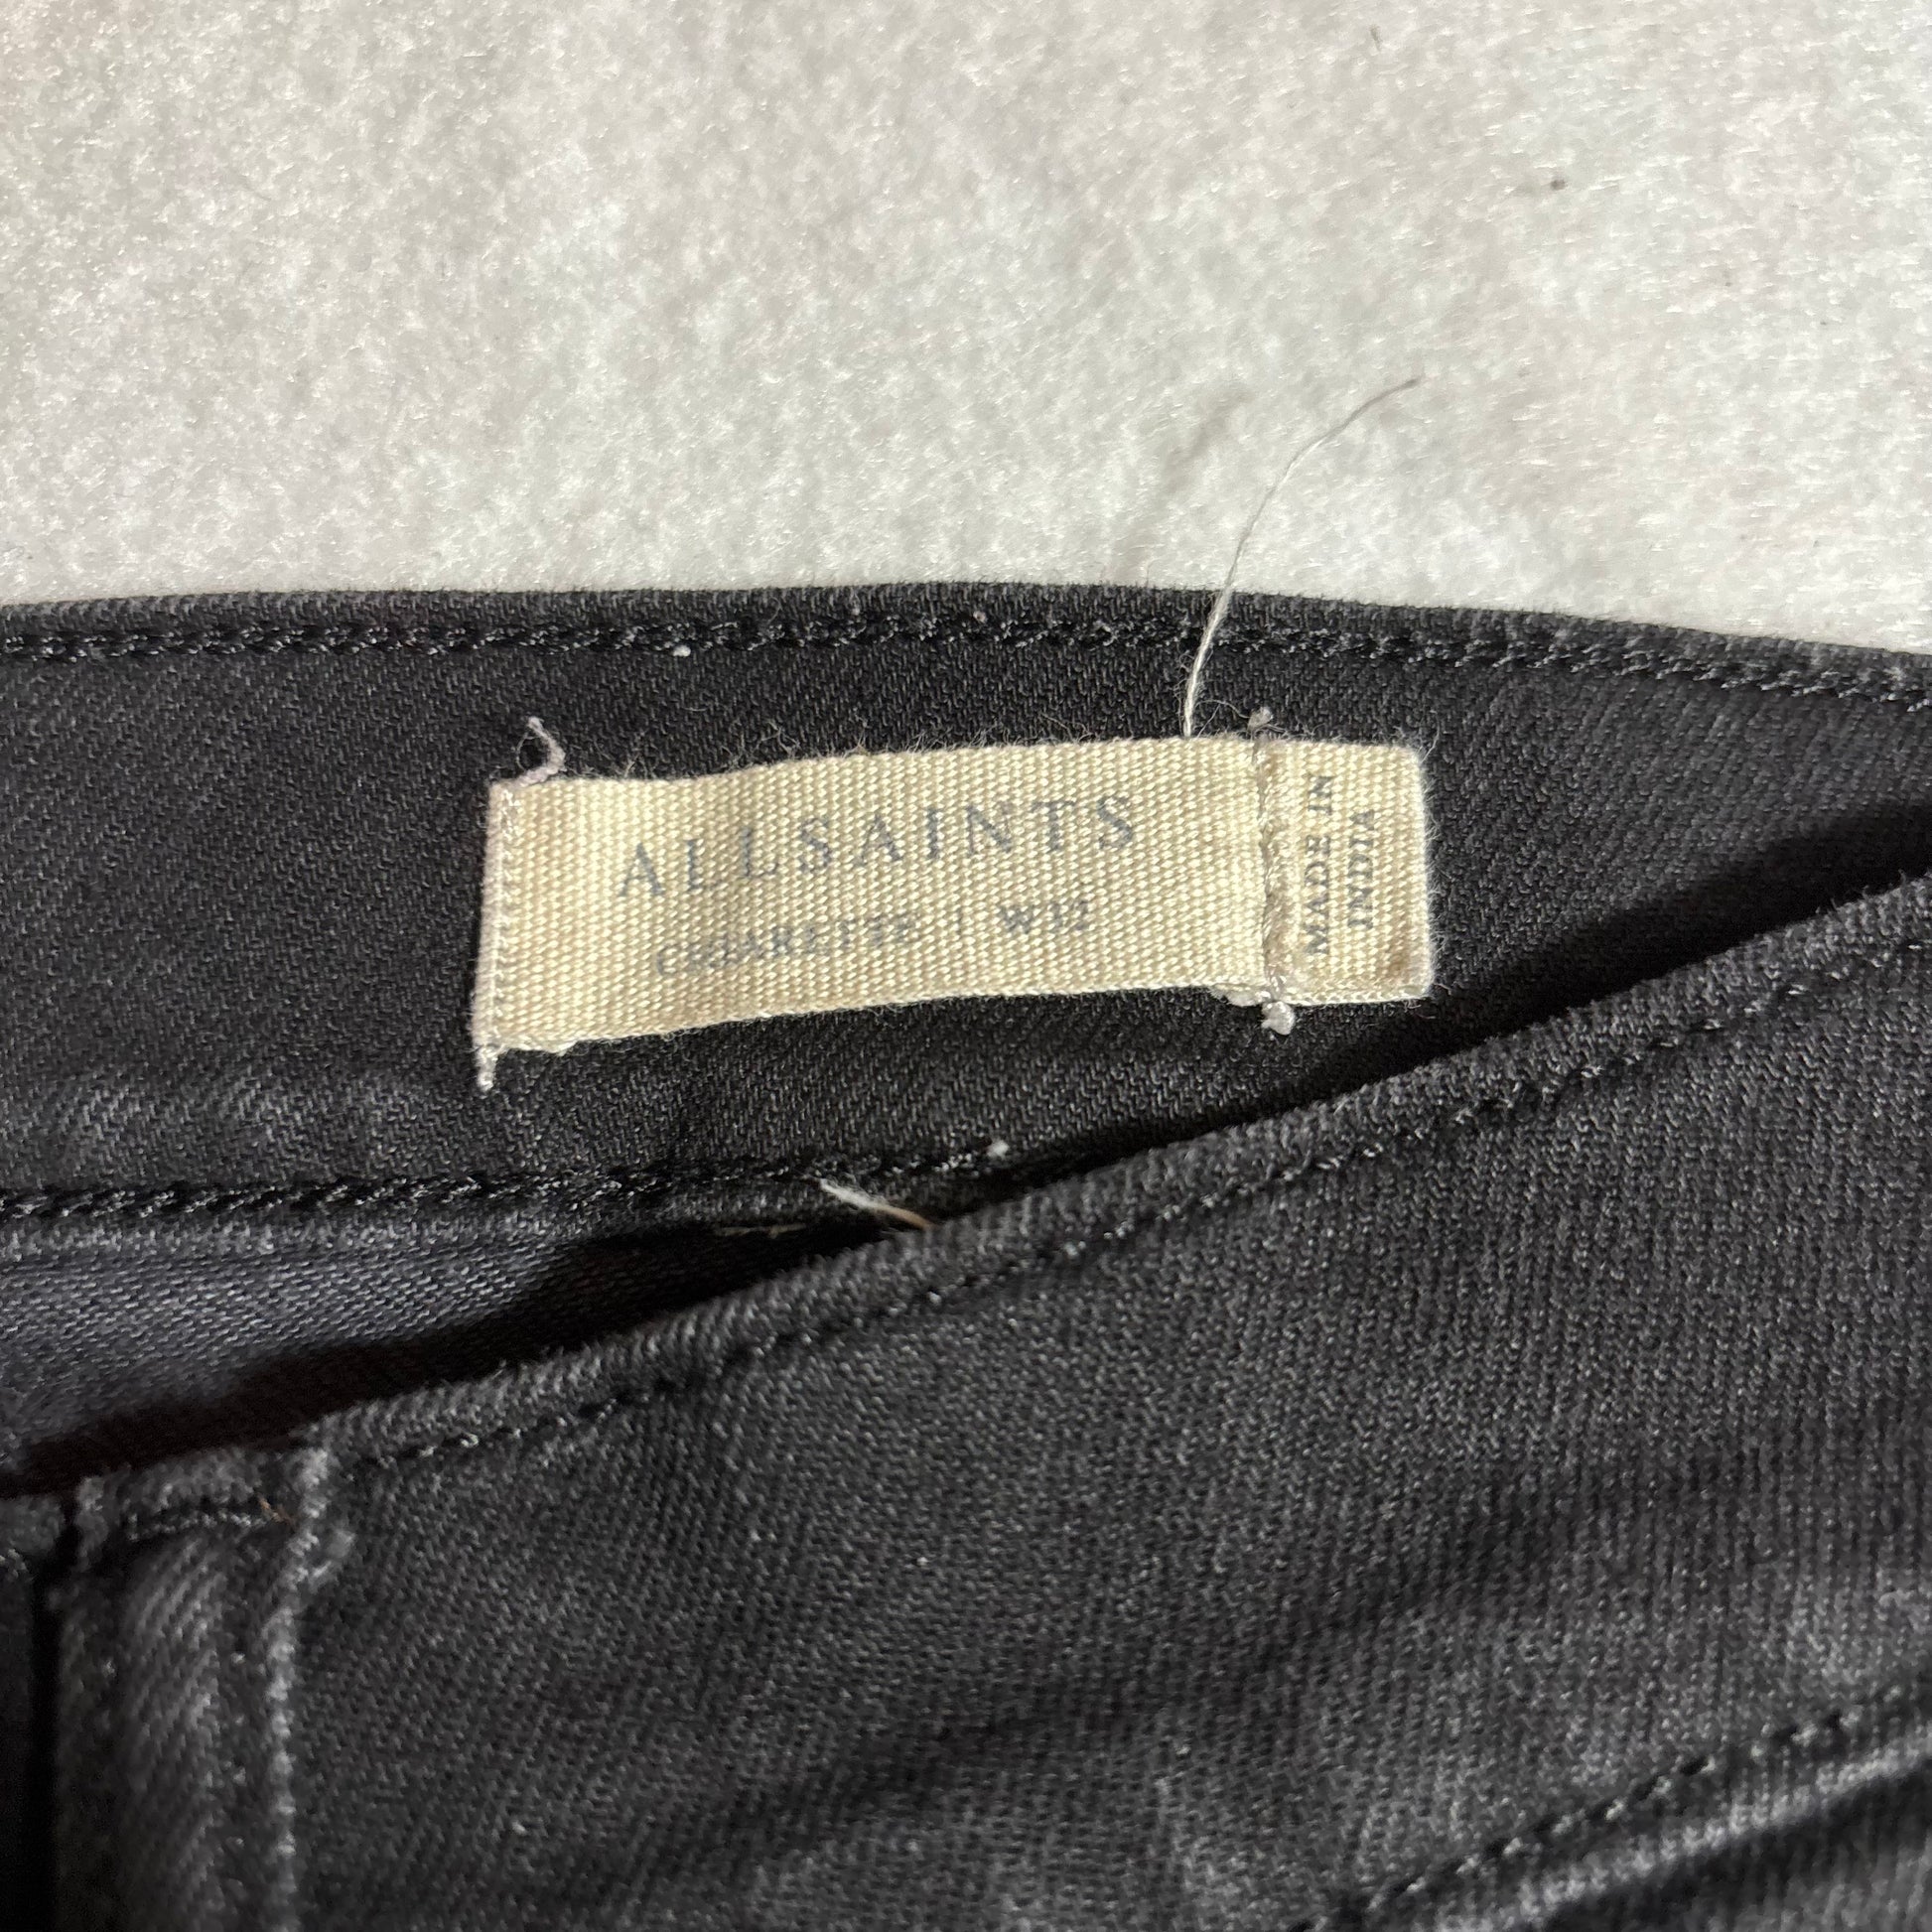 ALLSAINTS
CIGARETTE | W32
MADE IN
INDIA